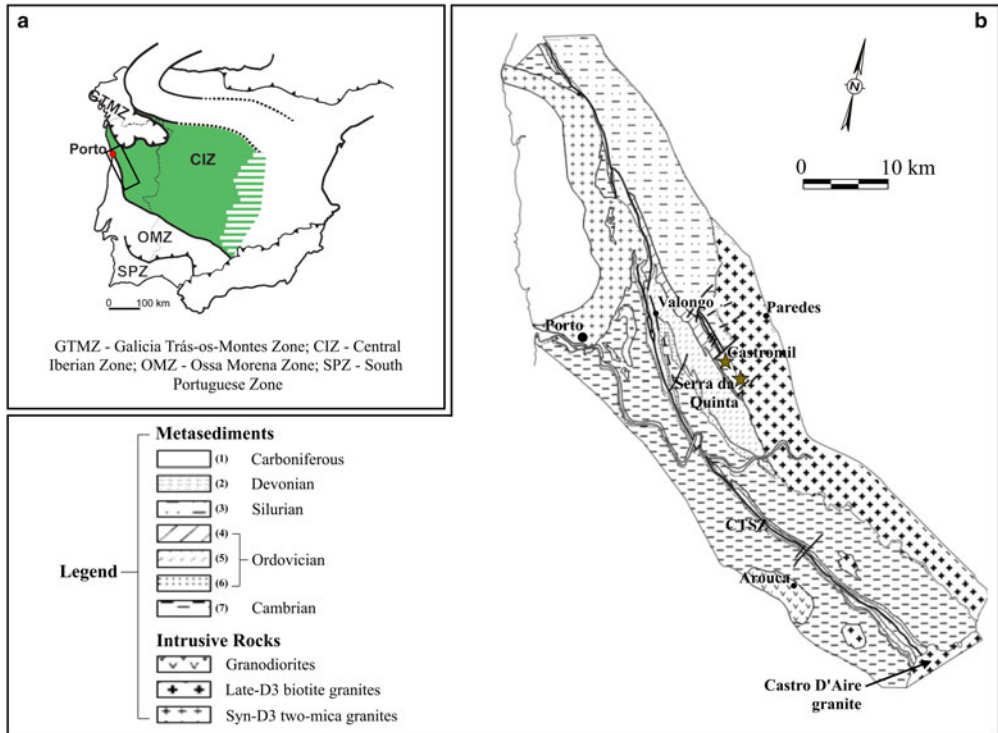 a
GTMZ
Porto
CIZ
OMZ
SPZ
0 100 km
GTMZ - Galicia Trás-os-Montes Zone; CIZ - Central
Iberian Zone; OMZ - Ossa Morena Zone; SPZ - South
Portuguese Zone
b
N
0 10 km
Valongo
Paredes
Porto
Castromil
Serra da
Quinta
CTSZ
Arouca
Castro D'Aire
granite
Legend
Metasediments
(1) Carboniferous
(2) Devonian
(3) Silurian
(4)
(5) Ordovician
(6)
(7) Cambrian
Intrusive Rocks
Granodiorites
Late-D3 biotite granites
Syn-D3 two-mica granites